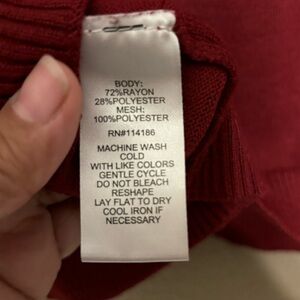 BODY:
72%RAYON
28%POLYESTER
MESH:
100%POLYESTER
RN#114186
MACHINE WASH
COLD
WITH LIKE COLORS
GENTLE CYCLE
DO NOT BLEACH
RESHAPE
LAY FLAT TO DRY
COOL IRON IF
NECESSARY